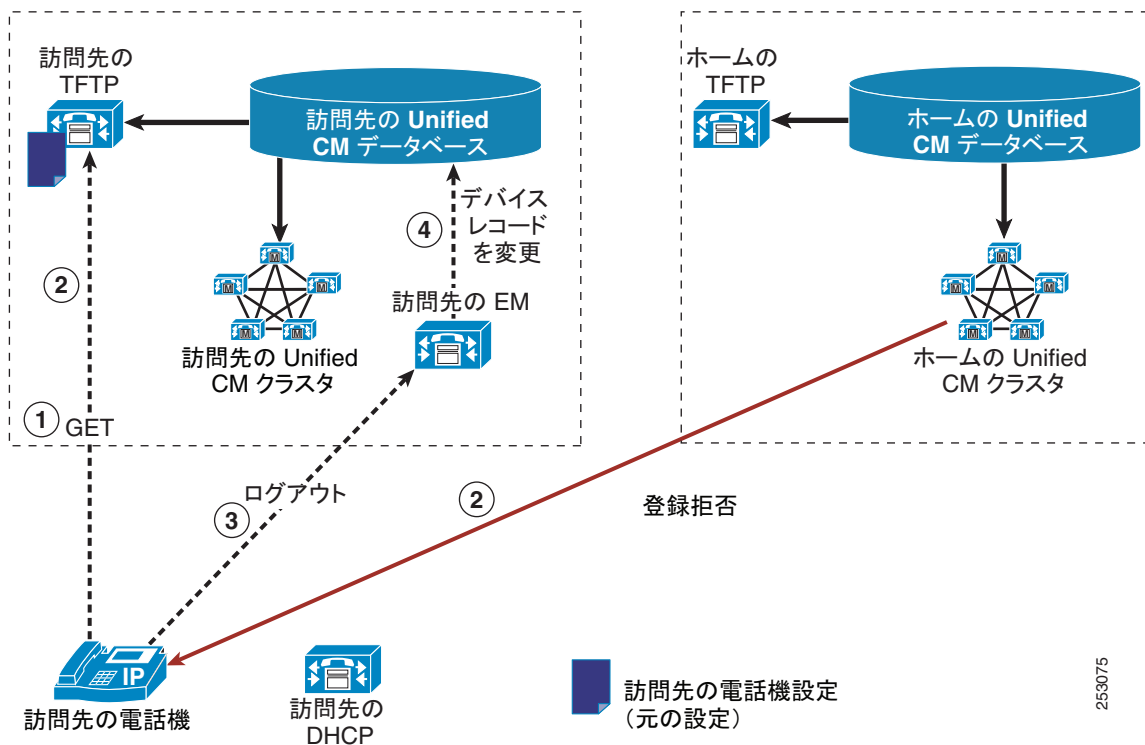 訪問先の
TFTP
訪問先の Unified
CM データベース
デバイス
レコード
を変更
4
2
M
M
M
M
M
訪問先の EM
訪問先の Unified
CM クラスタ
1
GET
ログアウト
3
ホームの
TFTP
ホームの Unified
CM データベース
M
M
M
M
M
ホームの Unified
CM クラスタ
2
登録拒否
IP
訪問先の電話機
訪問先の
DHCP
訪問先の電話機設定
（元の設定）
253075